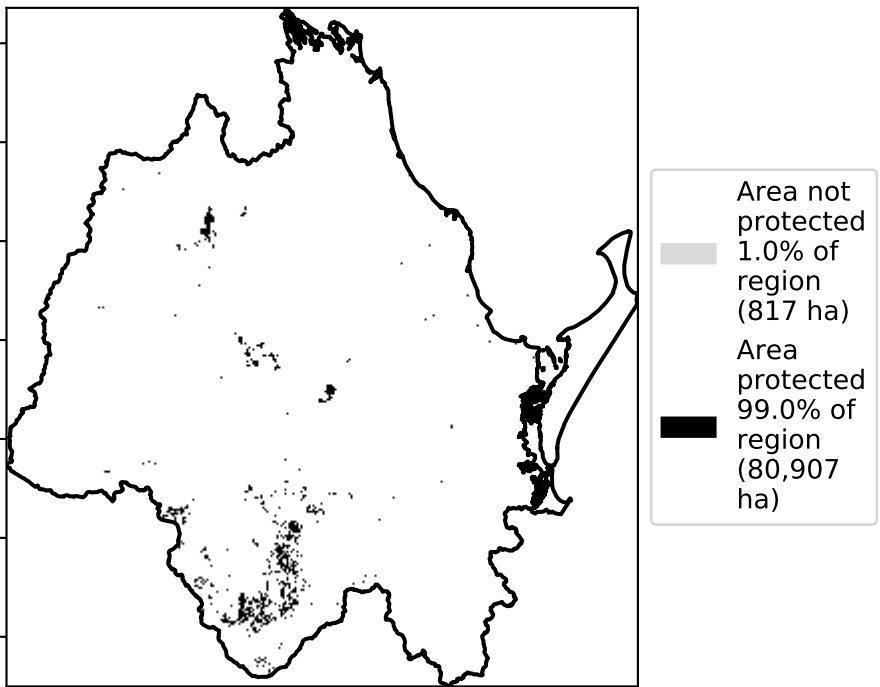 Area not
protected
1.0% of
region
(817 ha)
Area
protected
99.0% of
region
(80,907
ha)